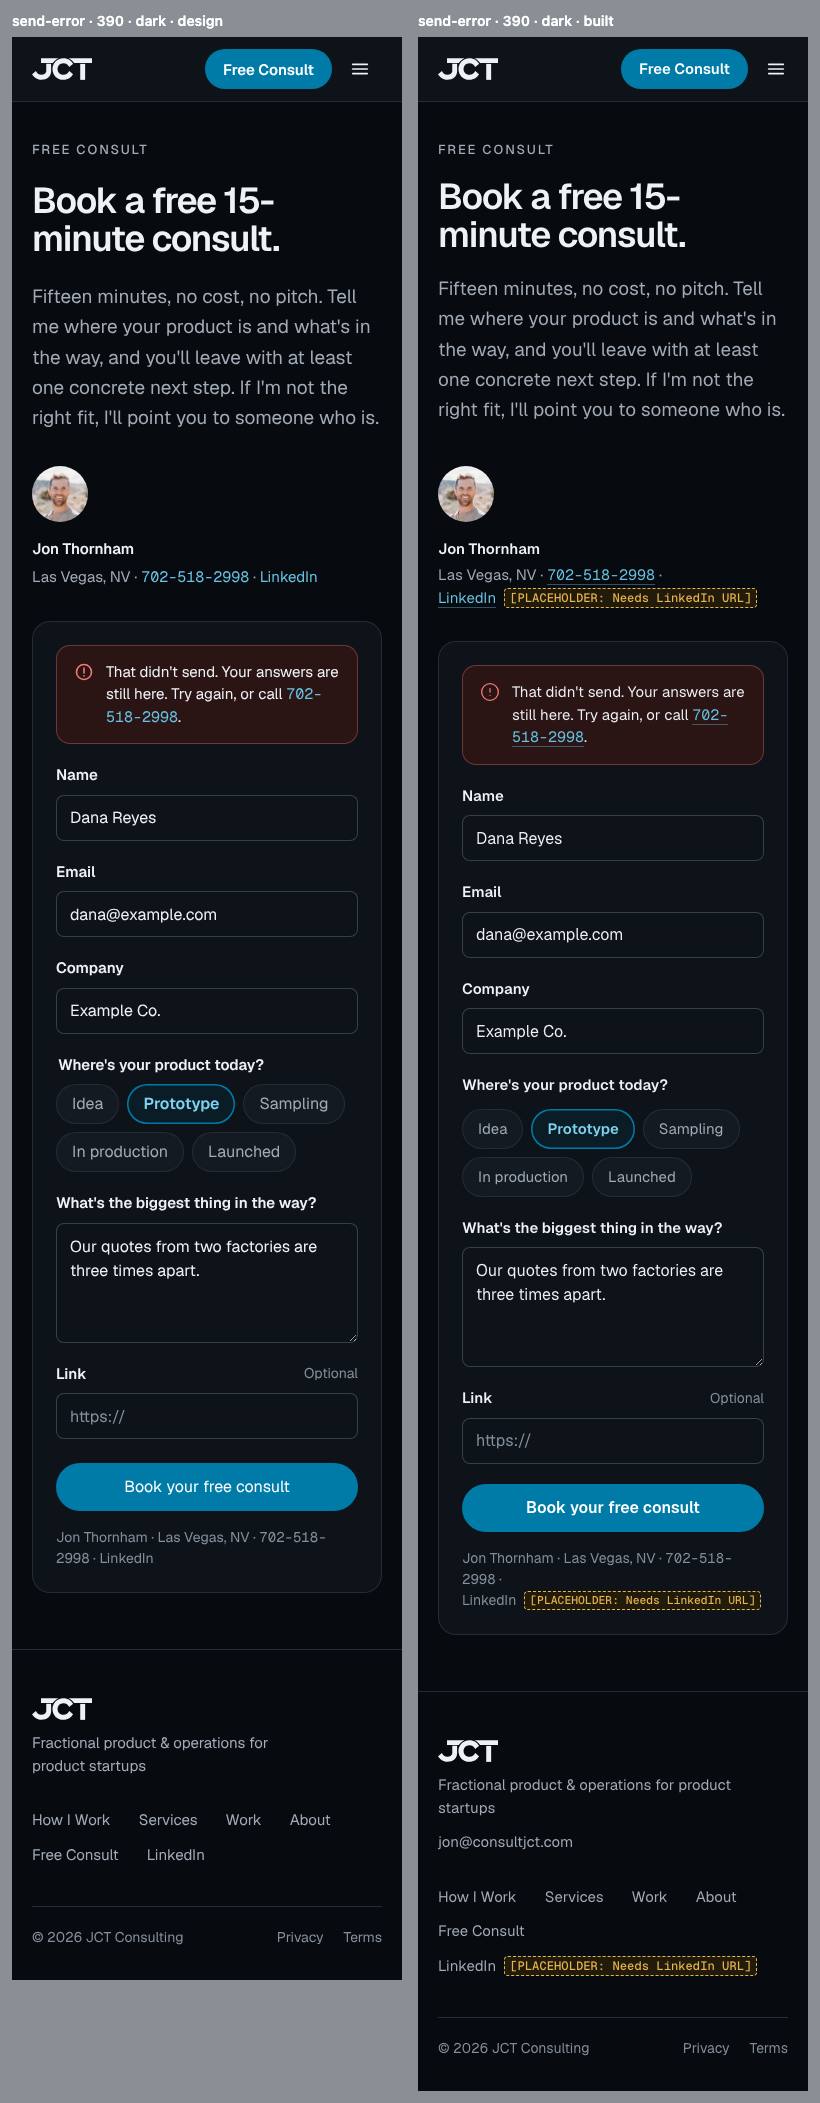 send-error · 390 · dark · design
JCT
Free Consult
FREE CONSULT
Book a free 15-
minute consult.
Fifteen minutes, no cost, no pitch. Tell
me where your product is and what's in
the way, and you'll leave with at least
one concrete next step. If I'm not the
right fit, I'll point you to someone who is.
Jon Thornham
Las Vegas, NV · 702-518-2998 · LinkedIn
That didn't send. Your answers are
still here. Try again, or call 702-
518-2998.
Name
Dana Reyes
Email
dana@example.com
Company
Example Co.
Where's your product today?
Idea
Prototype
Sampling
In production
Launched
What's the biggest thing in the way?
Our quotes from two factories are
three times apart.
Link
Optional
https://
Book your free consult
Jon Thornham · Las Vegas, NV · 702-518-
2998 · LinkedIn
JCT
Fractional product & operations for
product startups
How I Work
Services
Work
About
Free Consult
LinkedIn
© 2026 JCT Consulting
Privacy
Terms
send-error · 390 · dark · built
JCT
Free Consult
FREE CONSULT
Book a free 15-
minute consult.
Fifteen minutes, no cost, no pitch. Tell
me where your product is and what's in
the way, and you'll leave with at least
one concrete next step. If I'm not the
right fit, I'll point you to someone who is.
Jon Thornham
Las Vegas, NV · 702-518-2998 ·
LinkedIn [PLACEHOLDER: Needs LinkedIn URL]
That didn't send. Your answers are
still here. Try again, or call 702-
518-2998.
Name
Dana Reyes
Email
dana@example.com
Company
Example Co.
Where's your product today?
Idea
Prototype
Sampling
In production
Launched
What's the biggest thing in the way?
Our quotes from two factories are
three times apart.
Link
Optional
https://
Book your free consult
Jon Thornham · Las Vegas, NV · 702-518-
2998 ·
LinkedIn [PLACEHOLDER: Needs LinkedIn URL]
JCT
Fractional product & operations for product
startups
jon@consultjct.com
How I Work
Services
Work
About
Free Consult
LinkedIn [PLACEHOLDER: Needs LinkedIn URL]
© 2026 JCT Consulting
Privacy
Terms